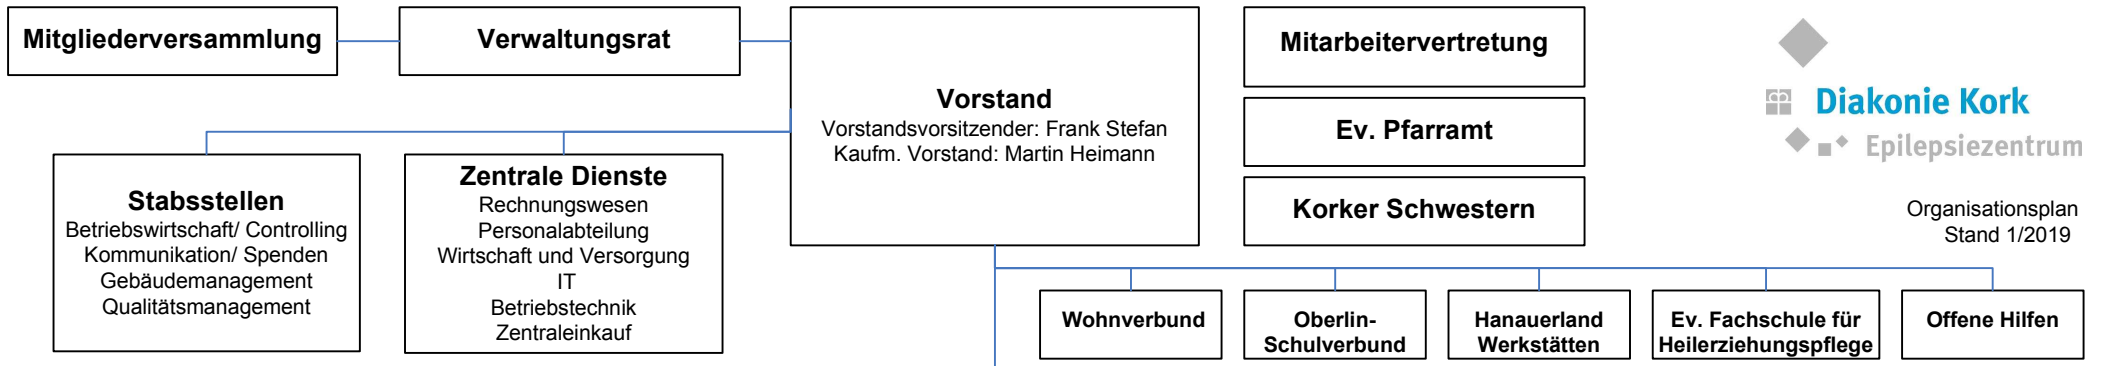 Mitgliederversammlung
Verwaltungsrat
Vorstand
Vorstandsvorsitzender: Frank Stefan
Kaufm. Vorstand: Martin Heimann
Mitarbeitervertretung
Ev. Pfarramt
Korker Schwestern
Diakonie Kork
Epilepsiezentrum
Organisationsplan
Stand 1/2019
Stabsstellen
Betriebswirtschaft/ Controlling
Kommunikation/ Spenden
Gebäudemanagement
Qualitätsmanagement
Zentrale Dienste
Rechnungswesen
Personalabteilung
Wirtschaft und Versorgung
IT
Betriebstechnik
Zentraleinkauf
Wohnverbund
Oberlin-
Schulverbund
Hanauerland
Werkstätten
Ev. Fachschule für
Heilerziehungspflege
Offene Hilfen